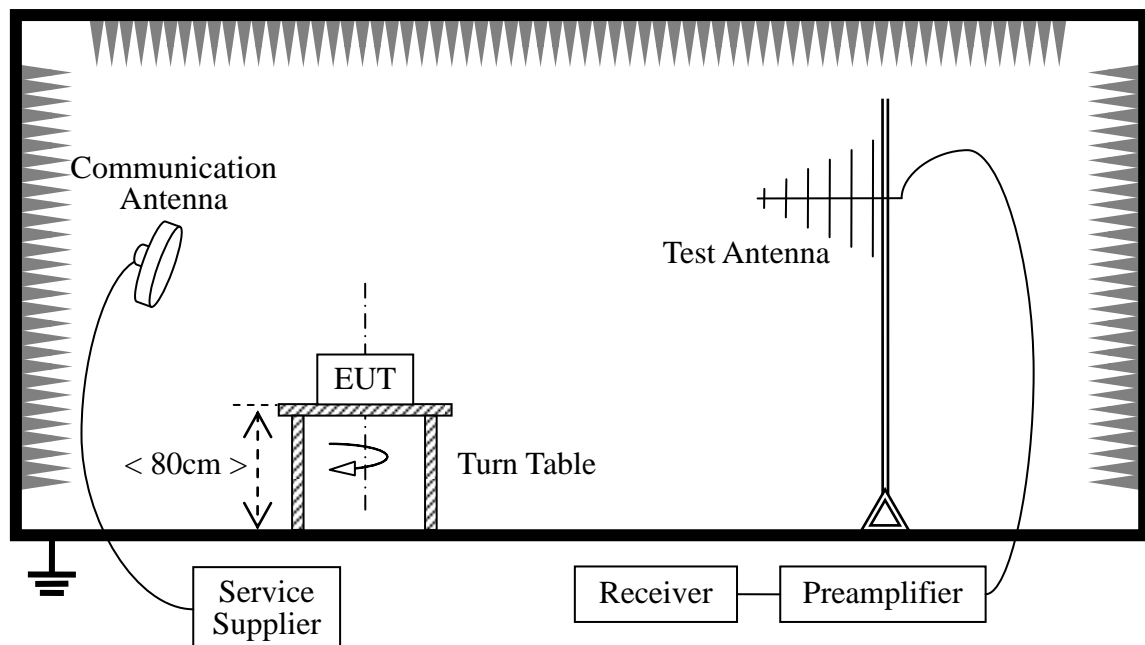 Communication
Antenna
Test Antenna
EUT
< 80cm >
Turn Table
Service
Supplier
Receiver
Preamplifier